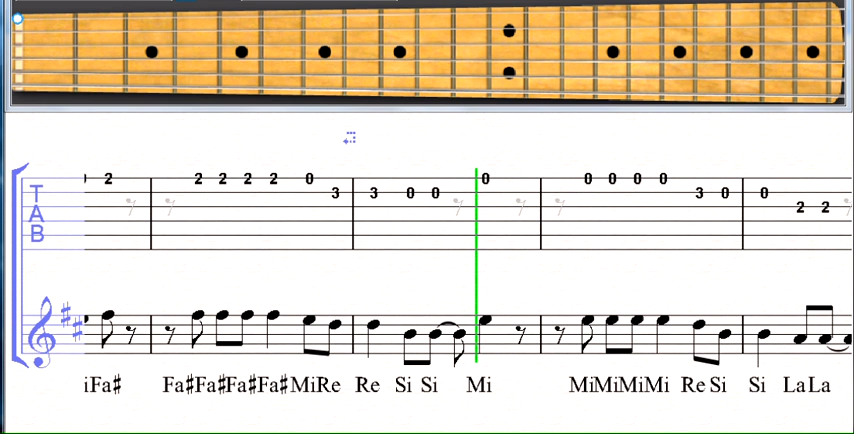 2 2 2 2 2 0 3 3 0 0 0 0 0 0 0 3 0 0 2 2
T
A
B
iFa# Fa#Fa#Fa#Fa#MiRe Re Si Si Mi MiMiMiMi Re Si Si LaLa